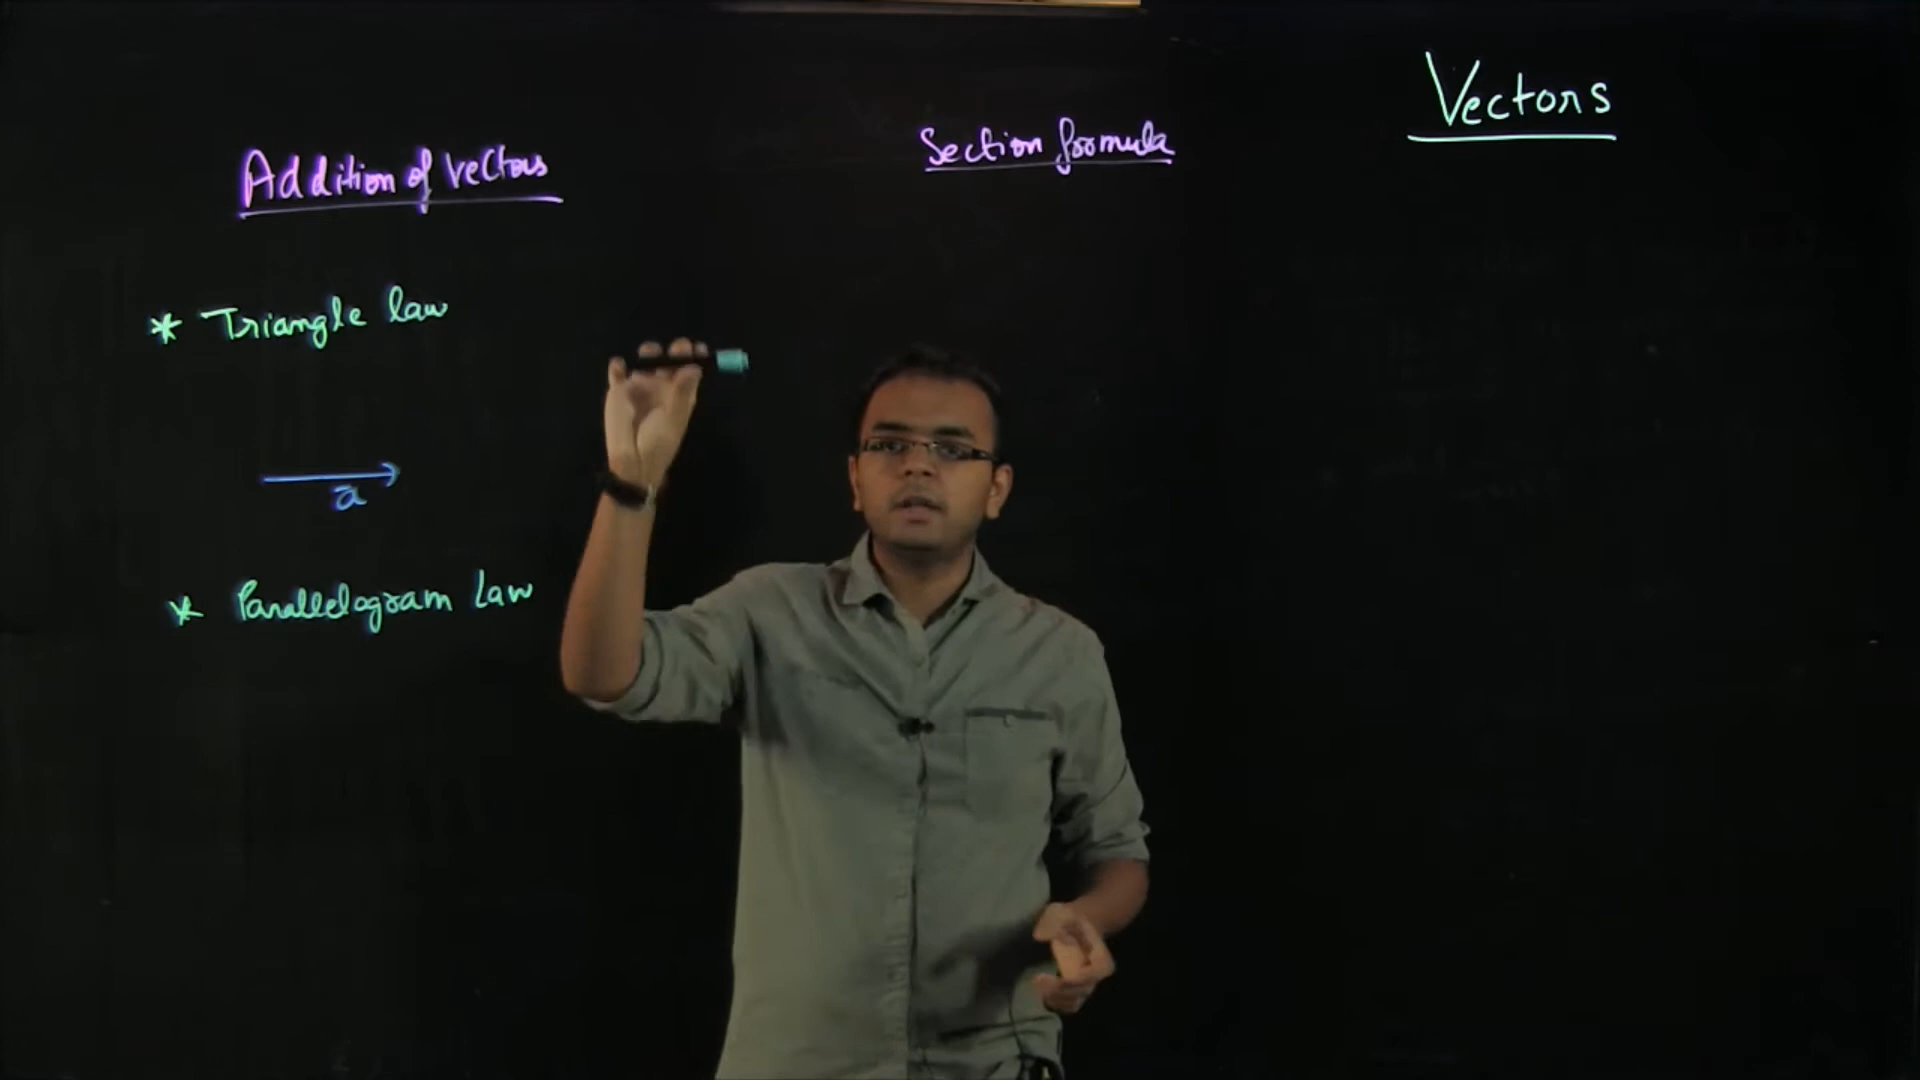 Vectors
Section formula
Addition of vectors
* Triangle law
a
* Parallelogram Law